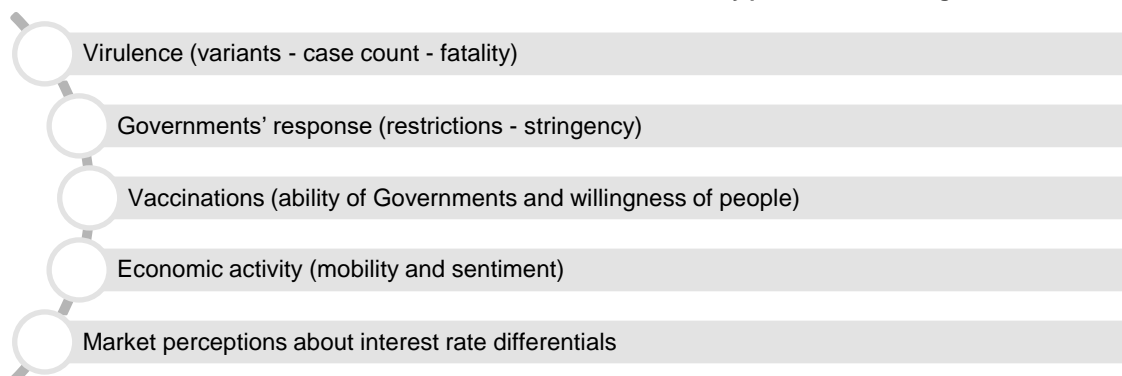 Virulence (variants - case count - fatality)
Governments’ response (restrictions - stringency)
Vaccinations (ability of Governments and willingness of people)
Economic activity (mobility and sentiment)
Market perceptions about interest rate differentials